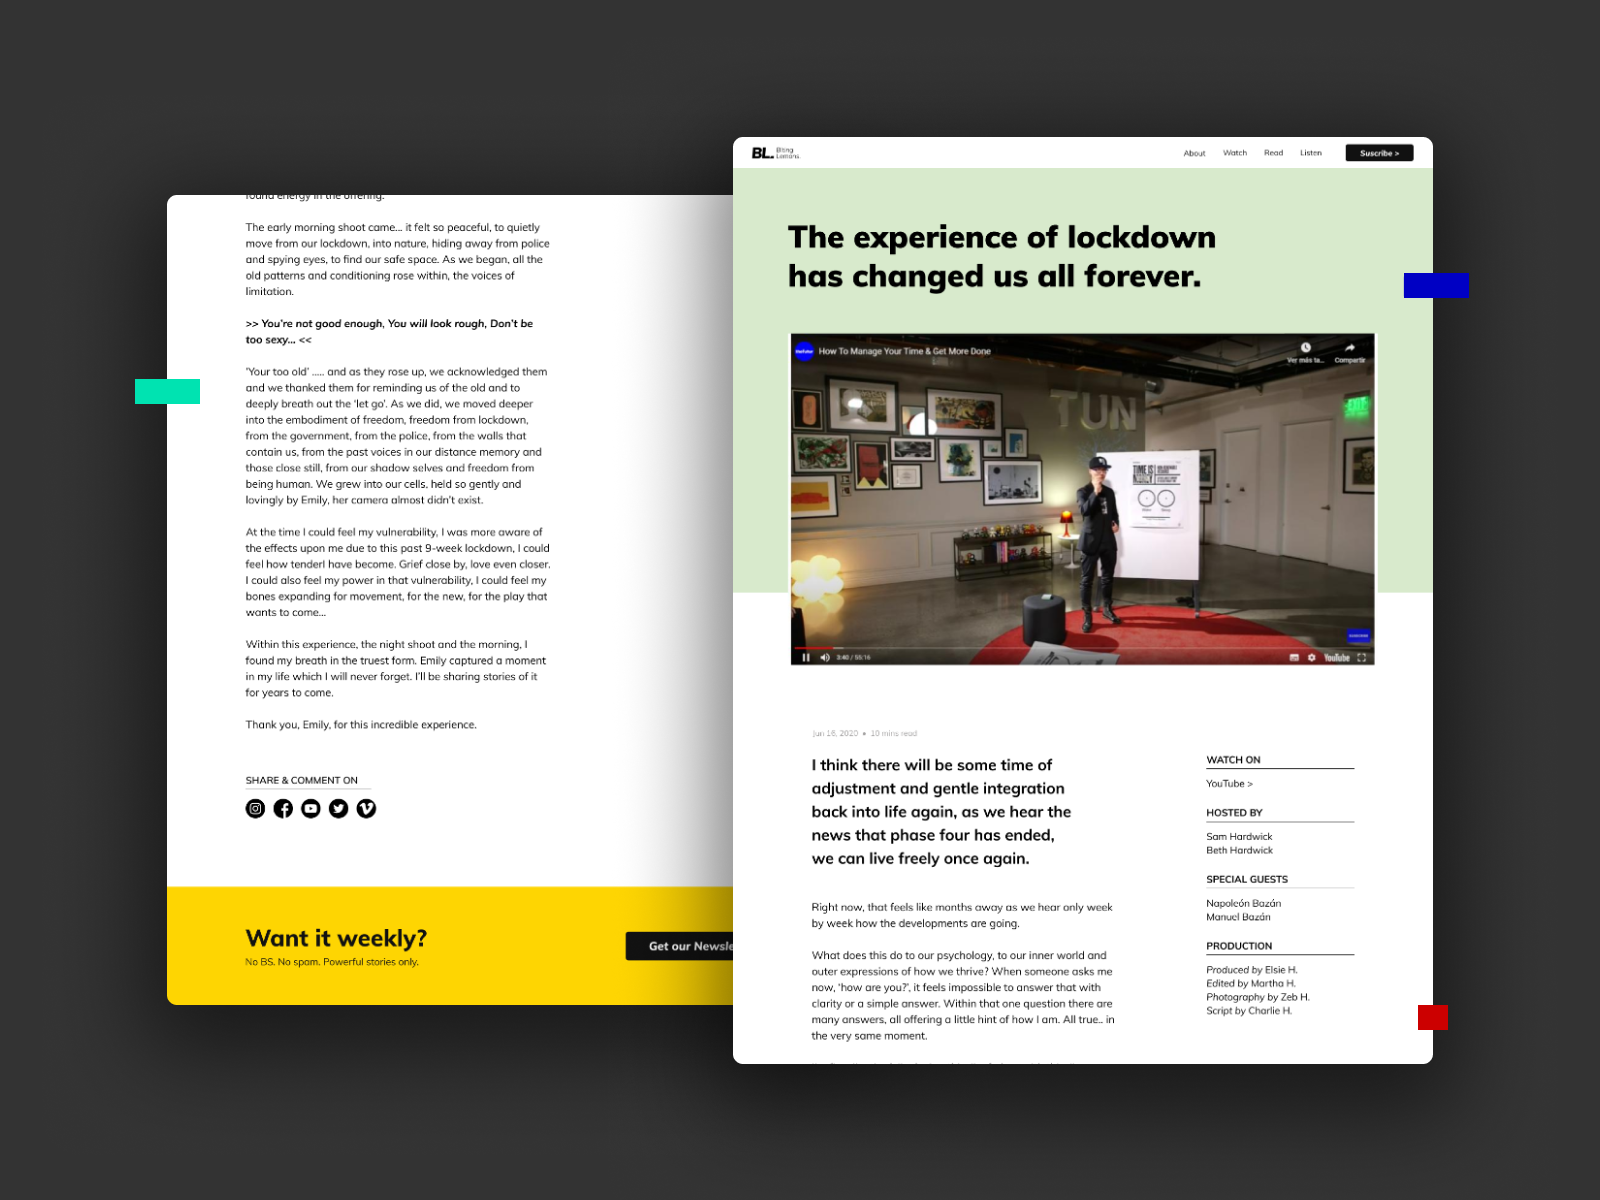 found energy in the offering.
The early morning shoot came... it felt so peaceful, to quietly
move from our lockdown, into nature, hiding away from police
and spying eyes, to find our safe space. As we began, all the
old patterns and conditioning rose within, the voices of
limitation.
>> You're not good enough, You will look rough, Don't be
too sexy... <<
'Your too old' ..... and as they rose up, we acknowledged them
and we thanked them for reminding us of the old and to
deeply breath out the 'let go'. As we did, we moved deeper
into the embodiment of freedom, freedom from lockdown,
from the government, from the police, from the walls that
contain us, from the past voices in our distance memory and
those close still, from our shadow selves and freedom from
being human. We grew into our cells, held so gently and
lovingly by Emily, her camera almost didn't exist.
At the time I could feel my vulnerability, I was more aware of
the effects upon me due to this past 9-week lockdown, I could
feel how tenderI have become. Grief close by, love even closer.
I could also feel my power in that vulnerability, I could feel my
bones expanding for movement, for the new, for the play that
wants to come...
Within this experience, the night shoot and the morning, I
found my breath in the truest form. Emily captured a moment
in my life which I will never forget. I'll be sharing stories of it
for years to come.
Thank you, Emily, for this incredible experience.
SHARE & COMMENT ON
Want it weekly?
No BS. No spam. Powerful stories only.
Get our Newsle
BL. Biting
Lemons.
About Watch Read Listen Suscribe >
The experience of lockdown
has changed us all forever.
How To Manage Your Time & Get More Done
Ver más ta... Compartir
TUN
EXIT
TIME IS
3:40 / 55:16
YouTube
Jun 16, 2020 • 10 mins read
I think there will be some time of
adjustment and gentle integration
back into life again, as we hear the
news that phase four has ended,
we can live freely once again.
Right now, that feels like months away as we hear only week
by week how the developments are going.
What does this do to our psychology, to our inner world and
outer expressions of how we thrive? When someone asks me
now, 'how are you?', it feels impossible to answer that with
clarity or a simple answer. Within that one question there are
many answers, all offering a little hint of how I am. All true.. in
the very same moment.
WATCH ON
YouTube >
HOSTED BY
Sam Hardwick
Beth Hardwick
SPECIAL GUESTS
Napoleón Bazán
Manuel Bazán
PRODUCTION
Produced by Elsie H.
Edited by Martha H.
Photography by Zeb H.
Script by Charlie H.